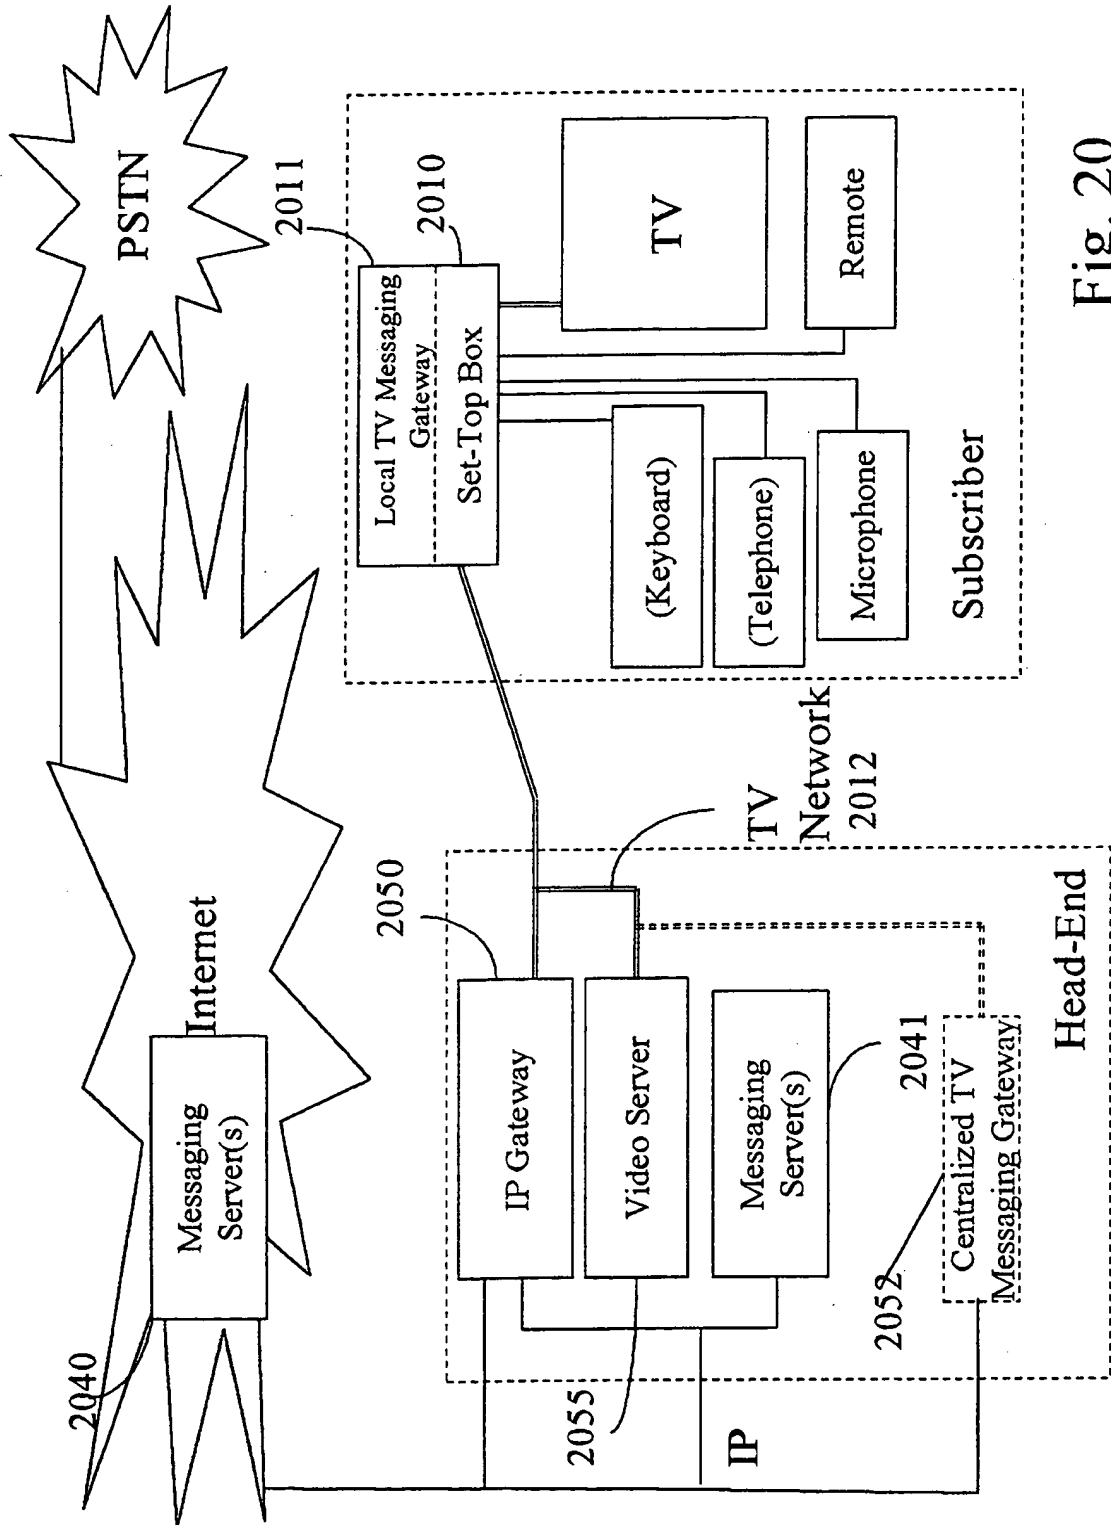 PSTN
Internet
Messaging
Server(s)
2040
2011
2010
Local TV Messaging
Gateway
Set-Top Box
TV
Remote
(Keyboard)
(Telephone)
Microphone
Subscriber
TV
Network
2012
2050
IP Gateway
Video Server
2055
Messaging
Server(s)
2041
2052
Centralized TV
Messaging Gateway
Head-End
IP
Fig. 20